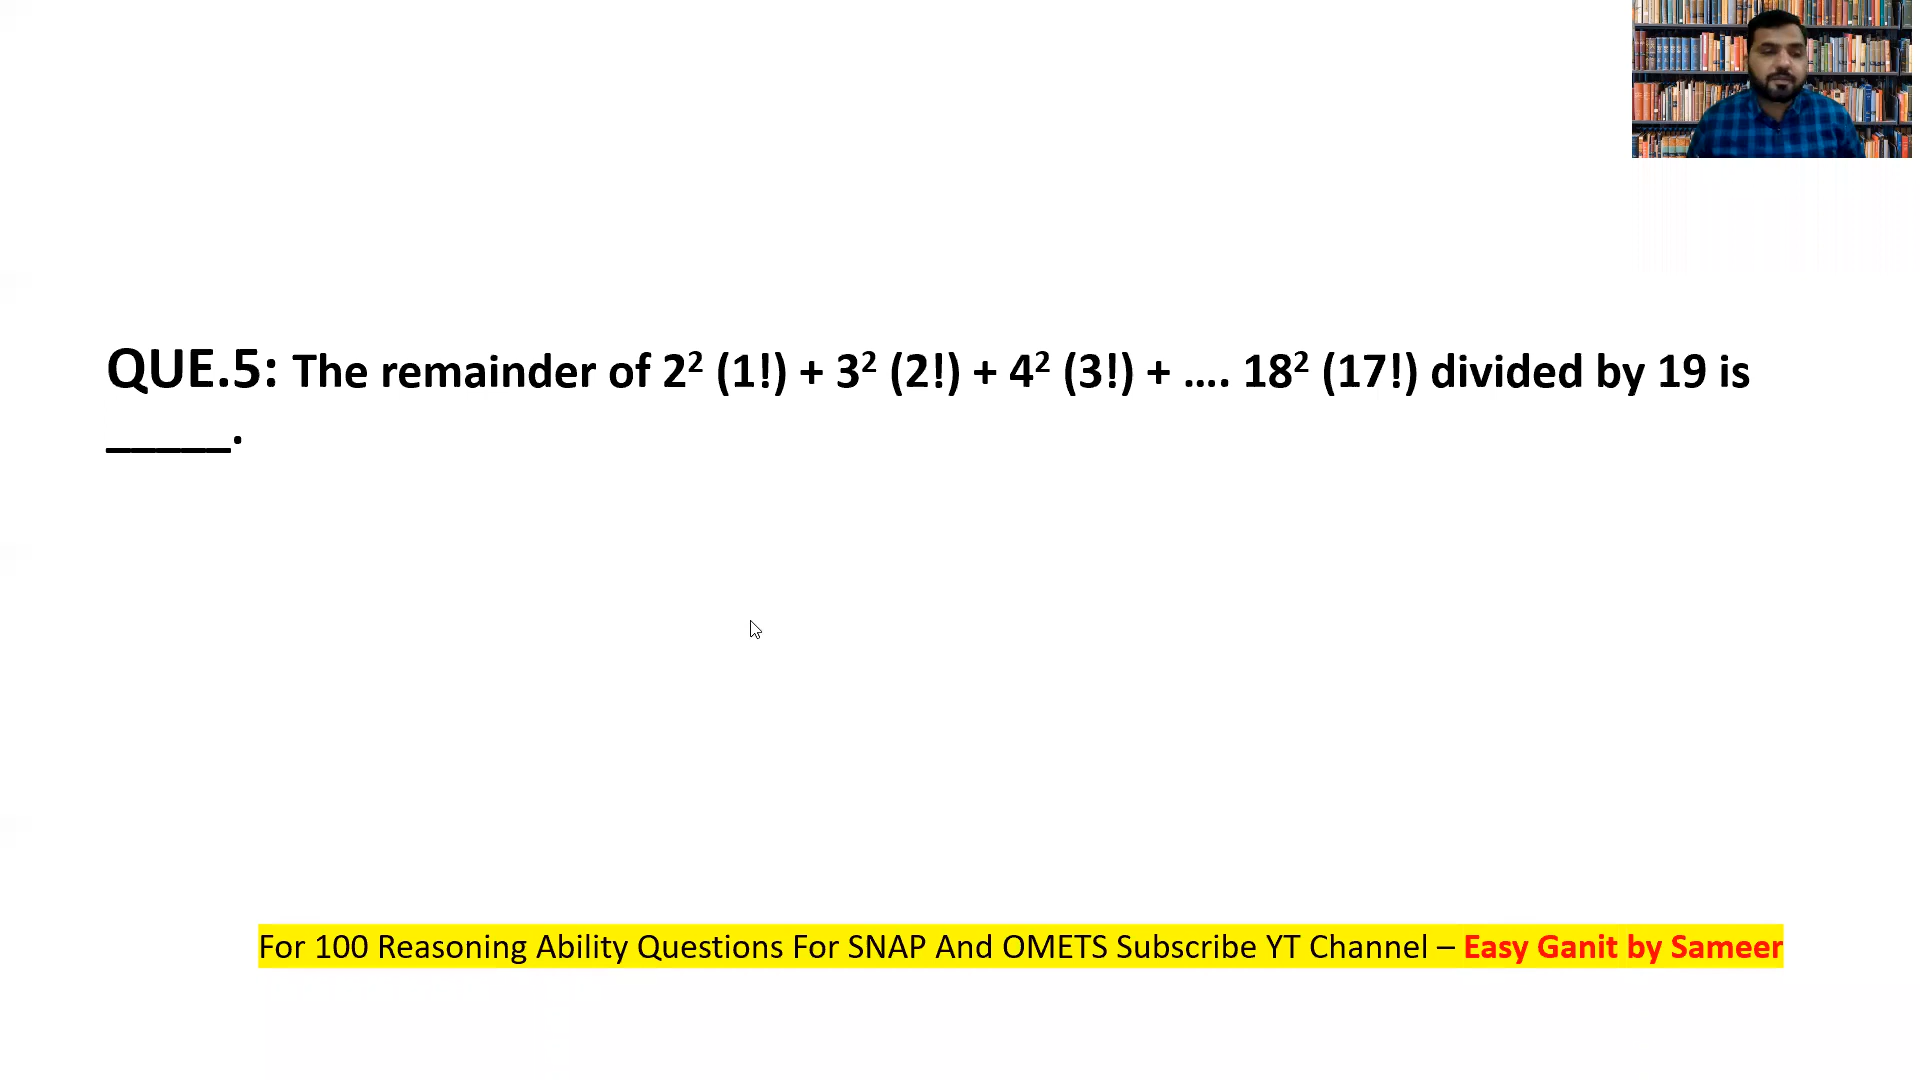 QUE.5: The remainder of 2² (1!) + 3² (2!) + 4² (3!) + .... 18² (17!) divided by 19 is
_____.
For 100 Reasoning Ability Questions For SNAP And OMETS Subscribe YT Channel – Easy Ganit by Sameer